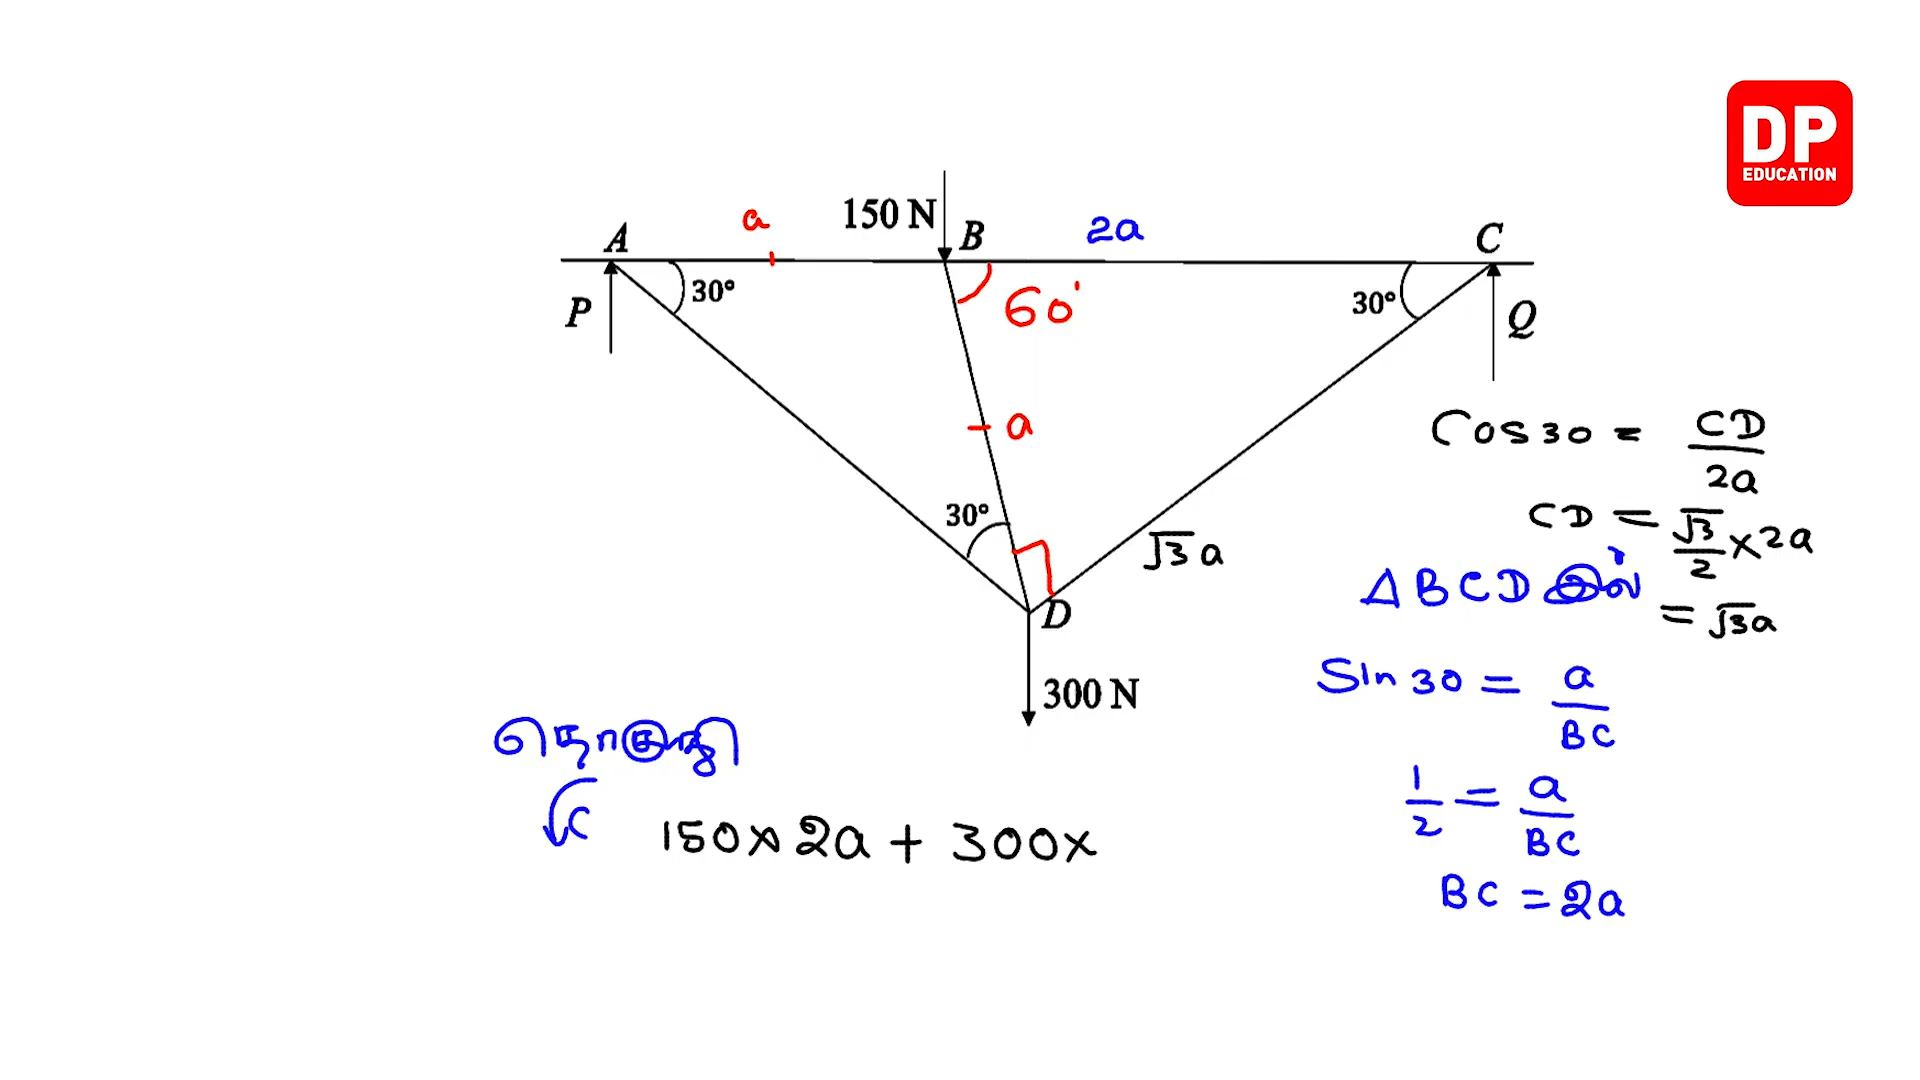 DP
EDUCATION
a
150 N
B
2a
A
C
30°
60°
30°
P
Q
a
Cos30 = CD/2a
30°
CD = √3/2 × 2a
√3a
ΔBCD இல்
= √3a
D
Sin30 = a/BC
300 N
1/2 = a/BC
C
150 × 2a + 300 ×
BC = 2a